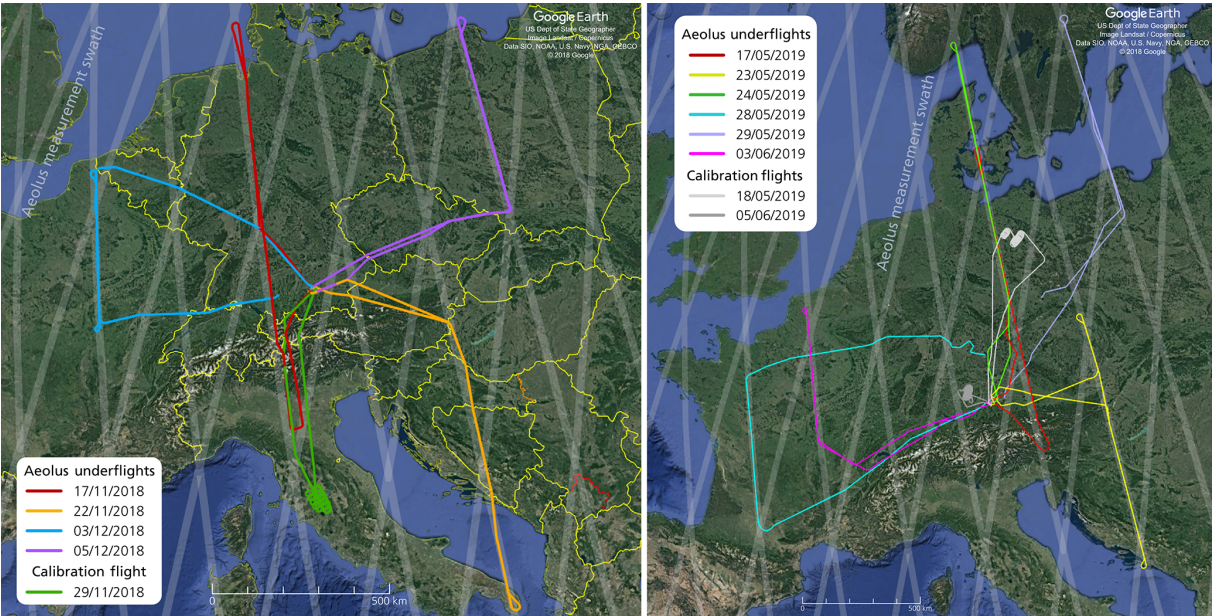 Google Earth
US Dept of State Geographer
Image Landsat / Copernicus
Data SIO, NOAA, U.S. Navy, NGA, GEBCO
© 2018 Google
Aeolus measurement swath
Aeolus underflights
17/11/2018
22/11/2018
03/12/2018
05/12/2018
Calibration flight
29/11/2018
0
500 km
Google Earth
US Dept of State Geographer
Image Landsat / Copernicus
Data SIO, NOAA, U.S. Navy, NGA, GEBCO
© 2018 Google
Aeolus underflights
17/05/2019
23/05/2019
24/05/2019
28/05/2019
29/05/2019
03/06/2019
Calibration flights
18/05/2019
05/06/2019
Aeolus measurement swath
0
500 km